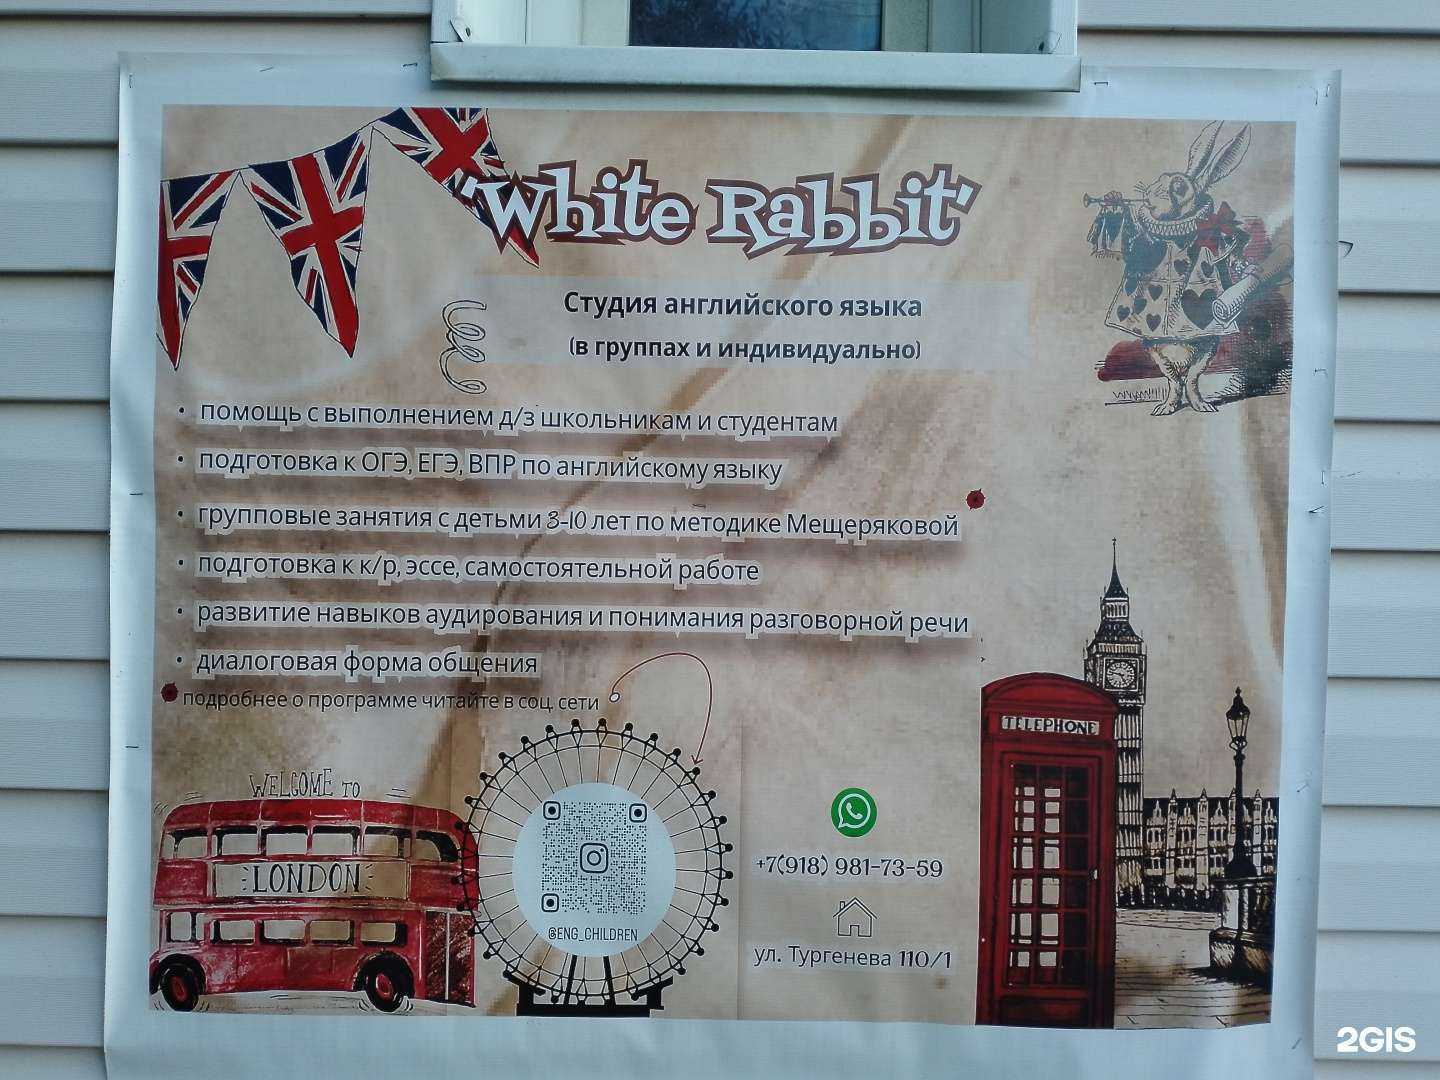 'White Rabbit'
Студия английского языка
(в группах и индивидуально)
• помощь с выполнением д/з школьникам и студентам
• подготовка к ОГЭ, ЕГЭ, ВПР по английскому языку
• групповые занятия с детьми 3-10 лет по методике Мещеряковой
• подготовка к к/р, эссе, самостоятельной работе
• развитие навыков аудирования и понимания разговорной речи
• диалоговая форма общения
подробнее о программе читайте в соц. сети
TELEPHONE
WELCOME TO
LONDON
@ENG_CHILDREN
+7(918) 981-73-59
ул. Тургенева 110/1
2GIS